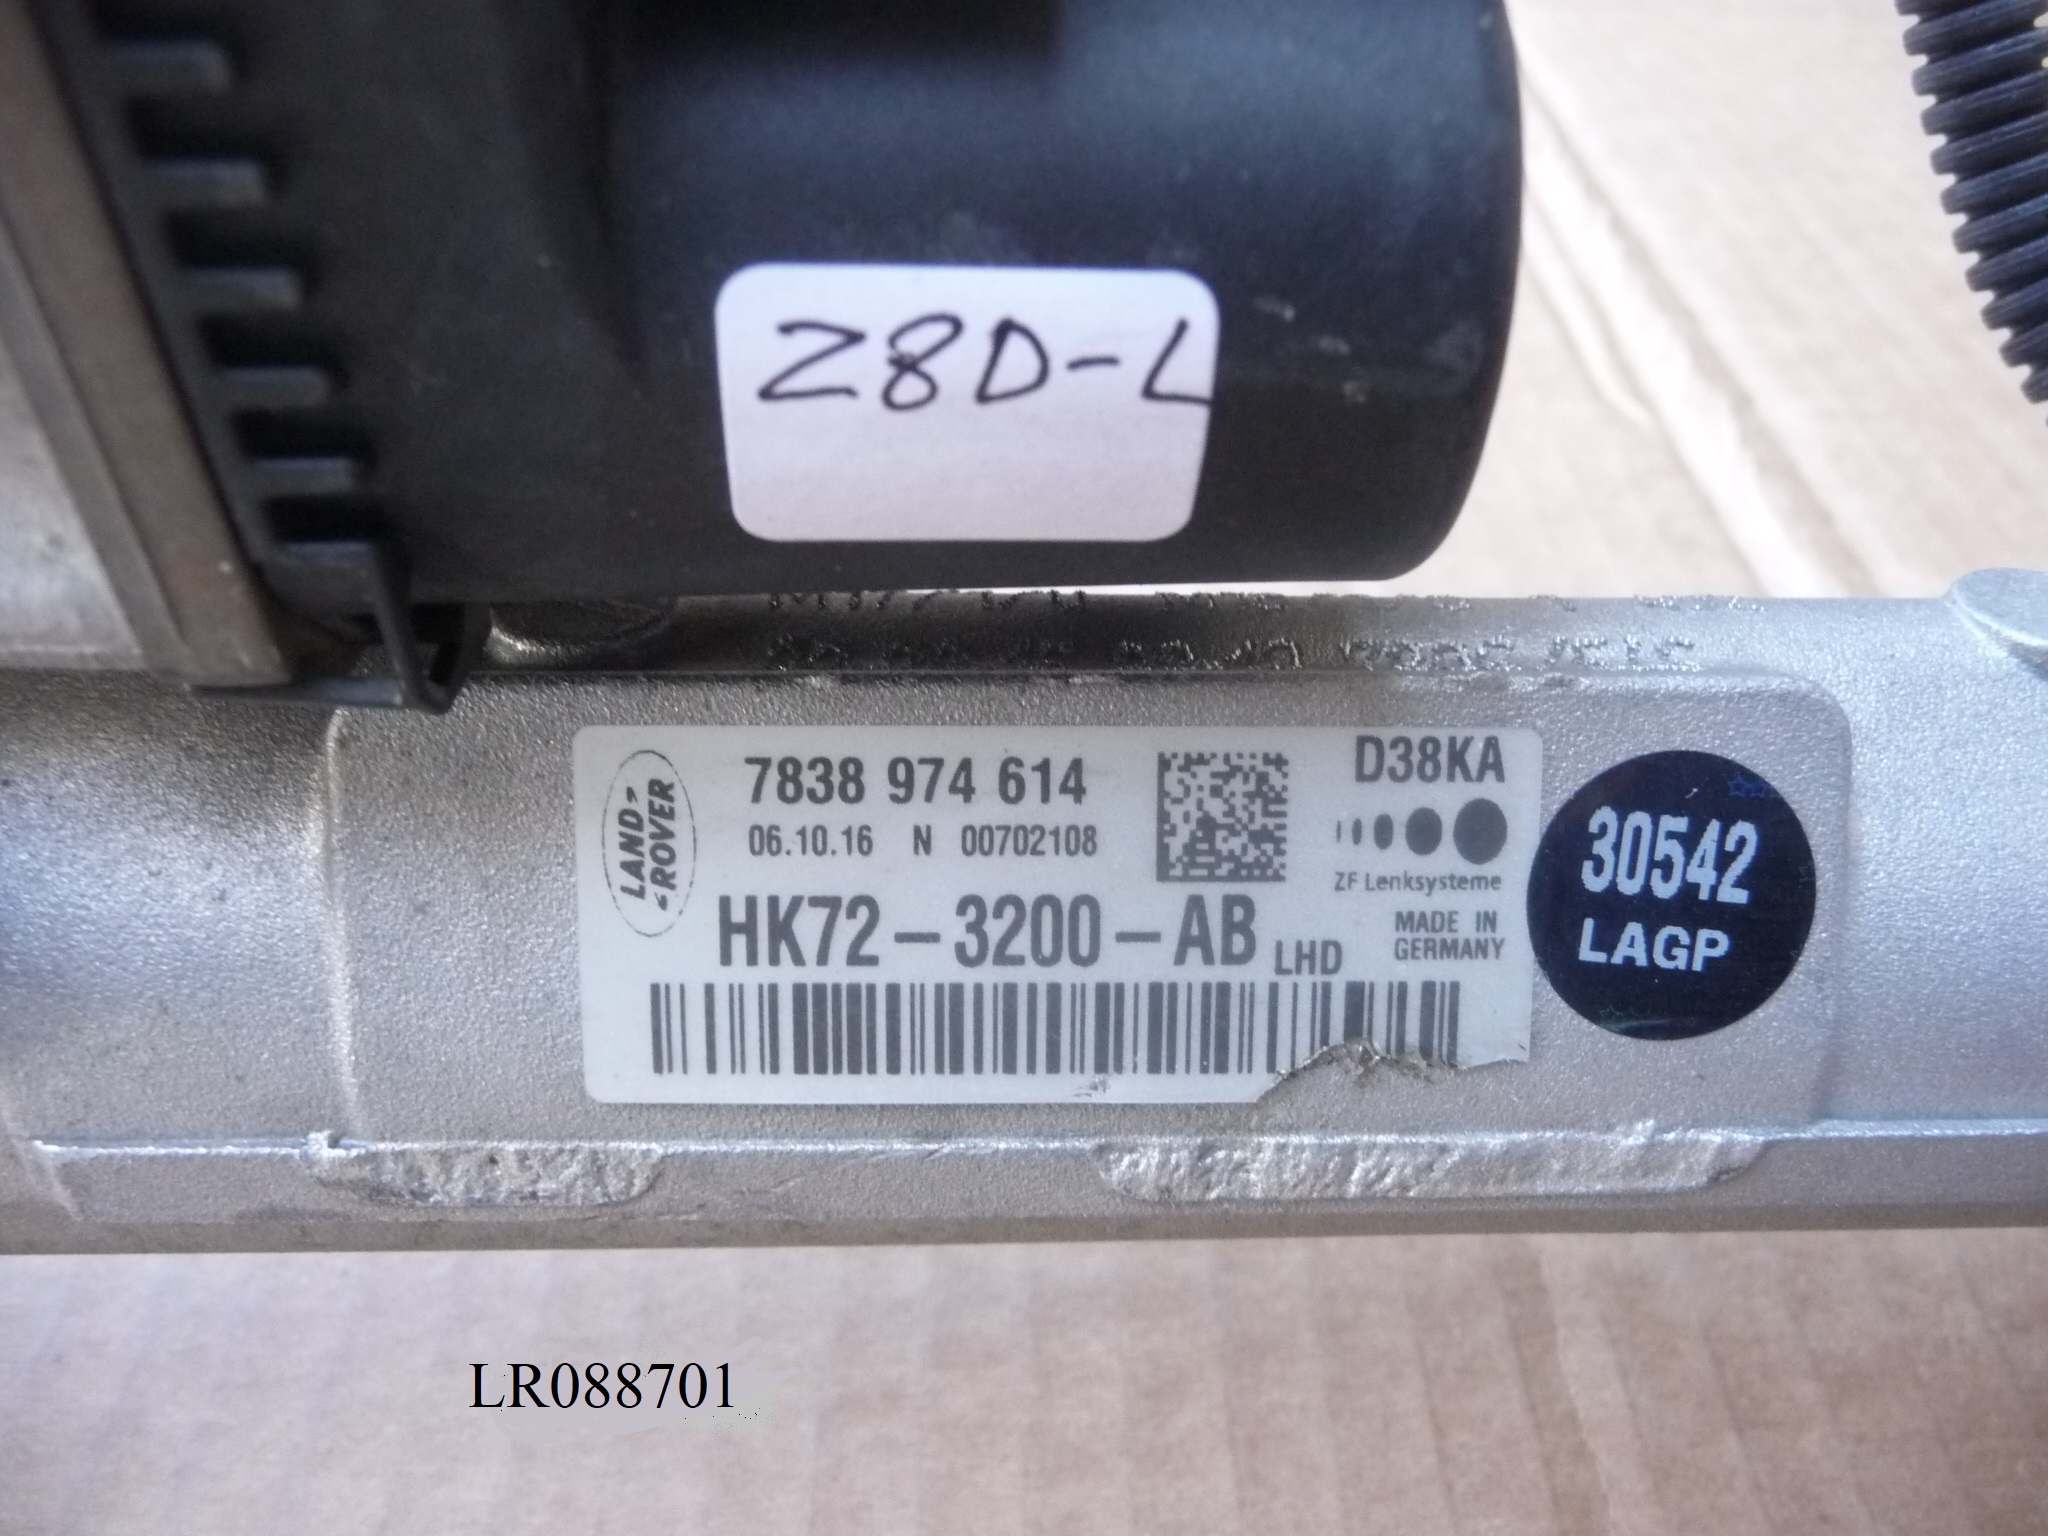 Z8D-L
LAND ROVER
7838 974 614
06.10.16 N 00702108
HK72-3200-AB LHD
D38KA
ZF Lenksysteme
MADE IN
GERMANY
30542
LAGP
LR088701